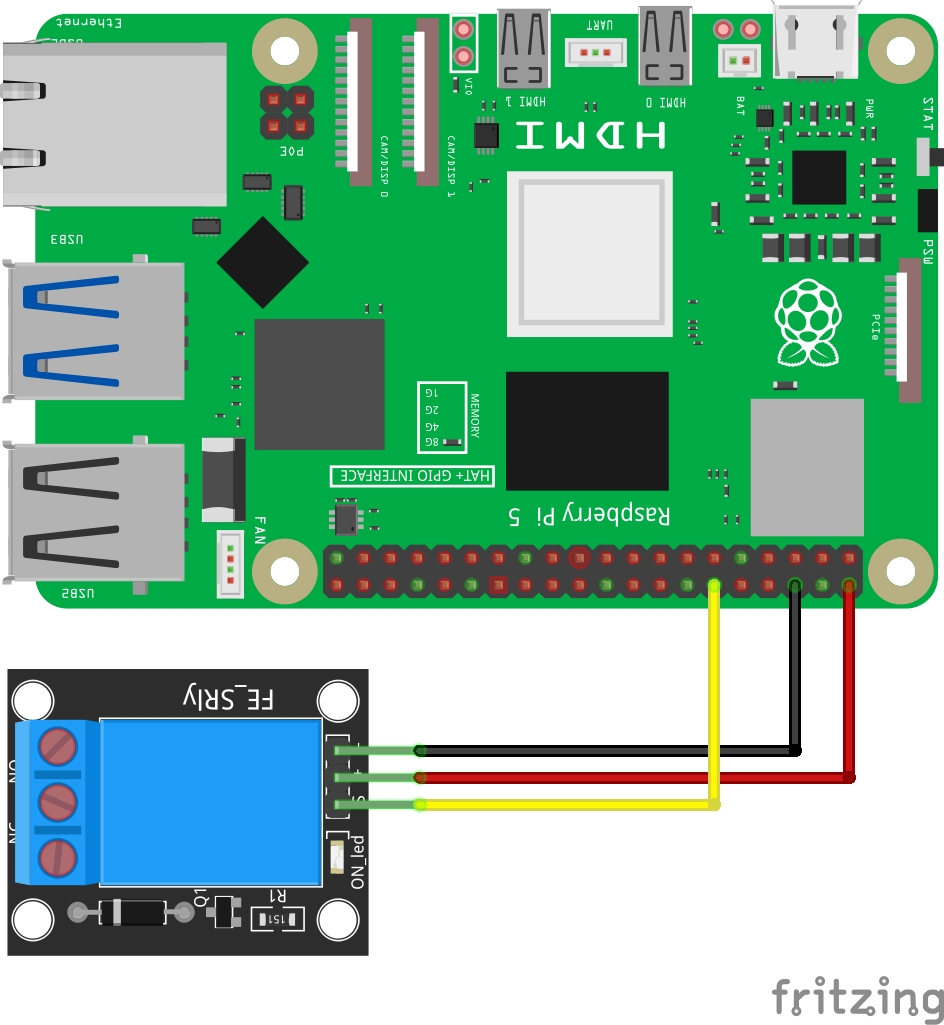 Ethernet
UART
VIO
HDMI 1
HDMI 0
BAT
PWR
STAT
HDMI
POE
CAM/DISP 0
CAM/DISP 1
USB3
PSW
PCIe
1G
2G
4G
8G
MEMORY
HAT+ GPIO INTERFACE
Raspberry Pi 5
FAN
USB2
FE_SRly
NO
NC
-
+
S
ON_led
Q1
R1
151
fritzing